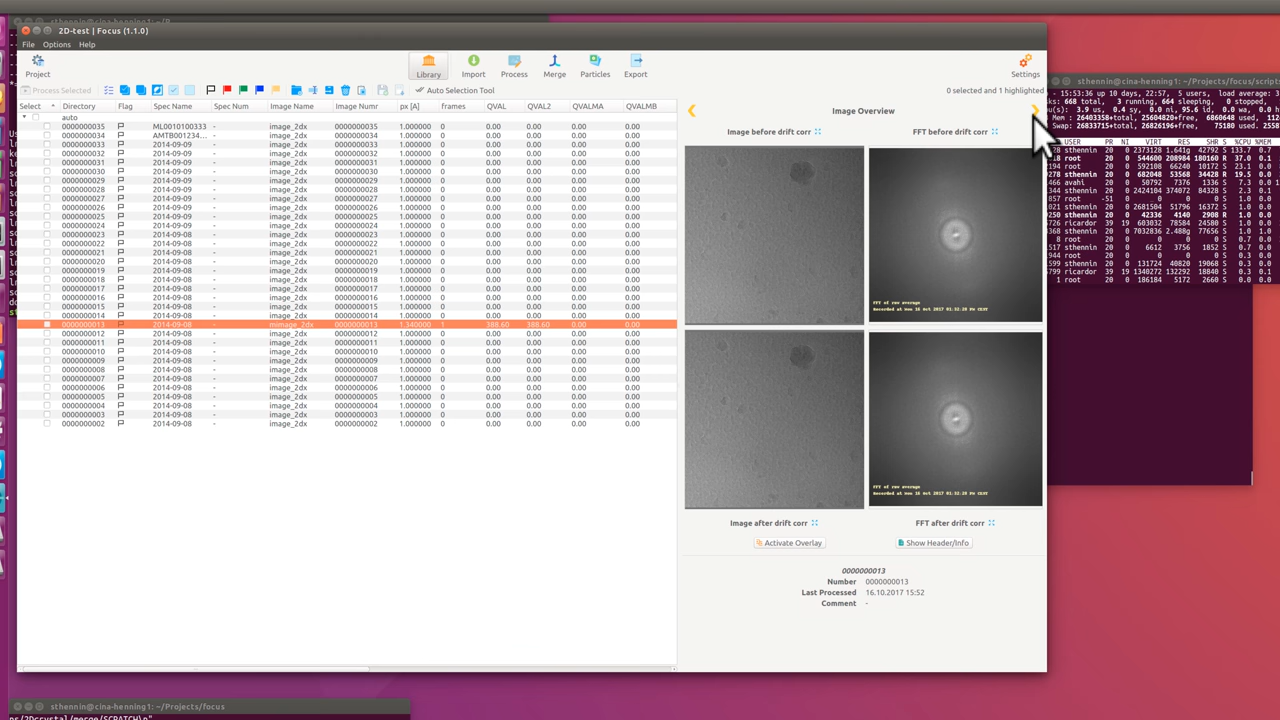 sthennin@cina-henning1: ~/P
2D-test | Focus (1.1.0)
File Options Help
Project Library Import Process Merge Particles Export Settings
Process Selected Auto Selection Tool 0 selected and 1 highlighted
Select Directory Flag Spec Name Spec Num Image Name Image Numr px [A] frames QVAL QVAL2 QVALMA QVALMB
auto
0000000035 ML0010100333 - image_2dx 0000000035 1.000000 0 0.00 0.00 0.00 0.00
0000000034 AMTB001234... - image_2dx 0000000034 1.000000 0 0.00 0.00 0.00 0.00
0000000033 2014-09-09 - image_2dx 0000000033 1.000000 0 0.00 0.00 0.00 0.00
0000000032 2014-09-09 - image_2dx 0000000032 1.000000 0 0.00 0.00 0.00 0.00
0000000031 2014-09-09 - image_2dx 0000000031 1.000000 0 0.00 0.00 0.00 0.00
0000000030 2014-09-09 - image_2dx 0000000030 1.000000 0 0.00 0.00 0.00 0.00
0000000029 2014-09-09 - image_2dx 0000000029 1.000000 0 0.00 0.00 0.00 0.00
0000000028 2014-09-09 - image_2dx 0000000028 1.000000 0 0.00 0.00 0.00 0.00
0000000027 2014-09-09 - image_2dx 0000000027 1.000000 0 0.00 0.00 0.00 0.00
0000000026 2014-09-09 - image_2dx 0000000026 1.000000 0 0.00 0.00 0.00 0.00
0000000025 2014-09-09 - image_2dx 0000000025 1.000000 0 0.00 0.00 0.00 0.00
0000000024 2014-09-09 - image_2dx 0000000024 1.000000 0 0.00 0.00 0.00 0.00
0000000023 2014-09-08 - image_2dx 0000000023 1.000000 0 0.00 0.00 0.00 0.00
0000000022 2014-09-08 - image_2dx 0000000022 1.000000 0 0.00 0.00 0.00 0.00
0000000021 2014-09-08 - image_2dx 0000000021 1.000000 0 0.00 0.00 0.00 0.00
0000000020 2014-09-08 - image_2dx 0000000020 1.000000 0 0.00 0.00 0.00 0.00
0000000019 2014-09-08 - image_2dx 0000000019 1.000000 0 0.00 0.00 0.00 0.00
0000000018 2014-09-08 - image_2dx 0000000018 1.000000 0 0.00 0.00 0.00 0.00
0000000017 2014-09-08 - image_2dx 0000000017 1.000000 0 0.00 0.00 0.00 0.00
0000000016 2014-09-08 - image_2dx 0000000016 1.000000 0 0.00 0.00 0.00 0.00
0000000015 2014-09-08 - image_2dx 0000000015 1.000000 0 0.00 0.00 0.00 0.00
0000000014 2014-09-08 - image_2dx 0000000014 1.000000 0 0.00 0.00 0.00 0.00
0000000013 2014-09-08 - mimage_2dx 0000000013 1.340000 1 388.60 388.60 0.00 0.00
0000000012 2014-09-08 - image_2dx 0000000012 1.000000 0 0.00 0.00 0.00 0.00
0000000011 2014-09-08 - image_2dx 0000000011 1.000000 0 0.00 0.00 0.00 0.00
0000000010 2014-09-08 - image_2dx 0000000010 1.000000 0 0.00 0.00 0.00 0.00
0000000009 2014-09-08 - image_2dx 0000000009 1.000000 0 0.00 0.00 0.00 0.00
0000000008 2014-09-08 - image_2dx 0000000008 1.000000 0 0.00 0.00 0.00 0.00
0000000007 2014-09-08 - image_2dx 0000000007 1.000000 0 0.00 0.00 0.00 0.00
0000000006 2014-09-08 - image_2dx 0000000006 1.000000 0 0.00 0.00 0.00 0.00
0000000005 2014-09-08 - image_2dx 0000000005 1.000000 0 0.00 0.00 0.00 0.00
0000000004 2014-09-08 - image_2dx 0000000004 1.000000 0 0.00 0.00 0.00 0.00
0000000003 2014-09-08 - image_2dx 0000000003 1.000000 0 0.00 0.00 0.00 0.00
0000000002 2014-09-08 - image_2dx 0000000002 1.000000 0 0.00 0.00 0.00 0.00
Image Overview
Image before drift corr FFT before drift corr
FFT of raw average
FFT of raw average
Image after drift corr FFT after drift corr
Activate Overlay Show Header/Info
0000000013
Number 0000000013
Last Processed 16.10.2017 15:52
Comment -
sthennin@cina-henning1: ~/Projects/focus/scripts
sks: 668 total, 3 running, 664 sleeping, 0 stopped,
USER PR NI VIRT RES SHR S %CPU %MEM
sthennin@cina-henning1: ~/Projects/focus
ps/2Dcrystal/merge/SCRATCH\n"